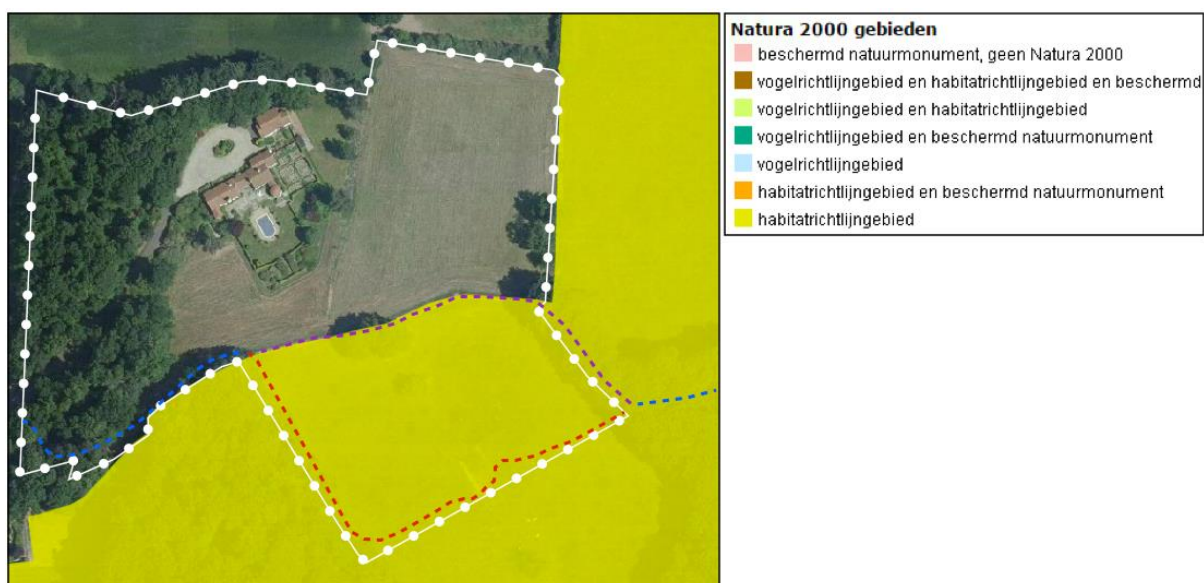 Natura 2000 gebieden
beschermd natuurmonument, geen Natura 2000
vogelrichtlijngebied en habitatrichtlijngebied en beschermd
vogelrichtlijngebied en habitatrichtlijngebied
vogelrichtlijngebied en beschermd natuurmonument
vogelrichtlijngebied
habitatrichtlijngebied en beschermd natuurmonument
habitatrichtlijngebied